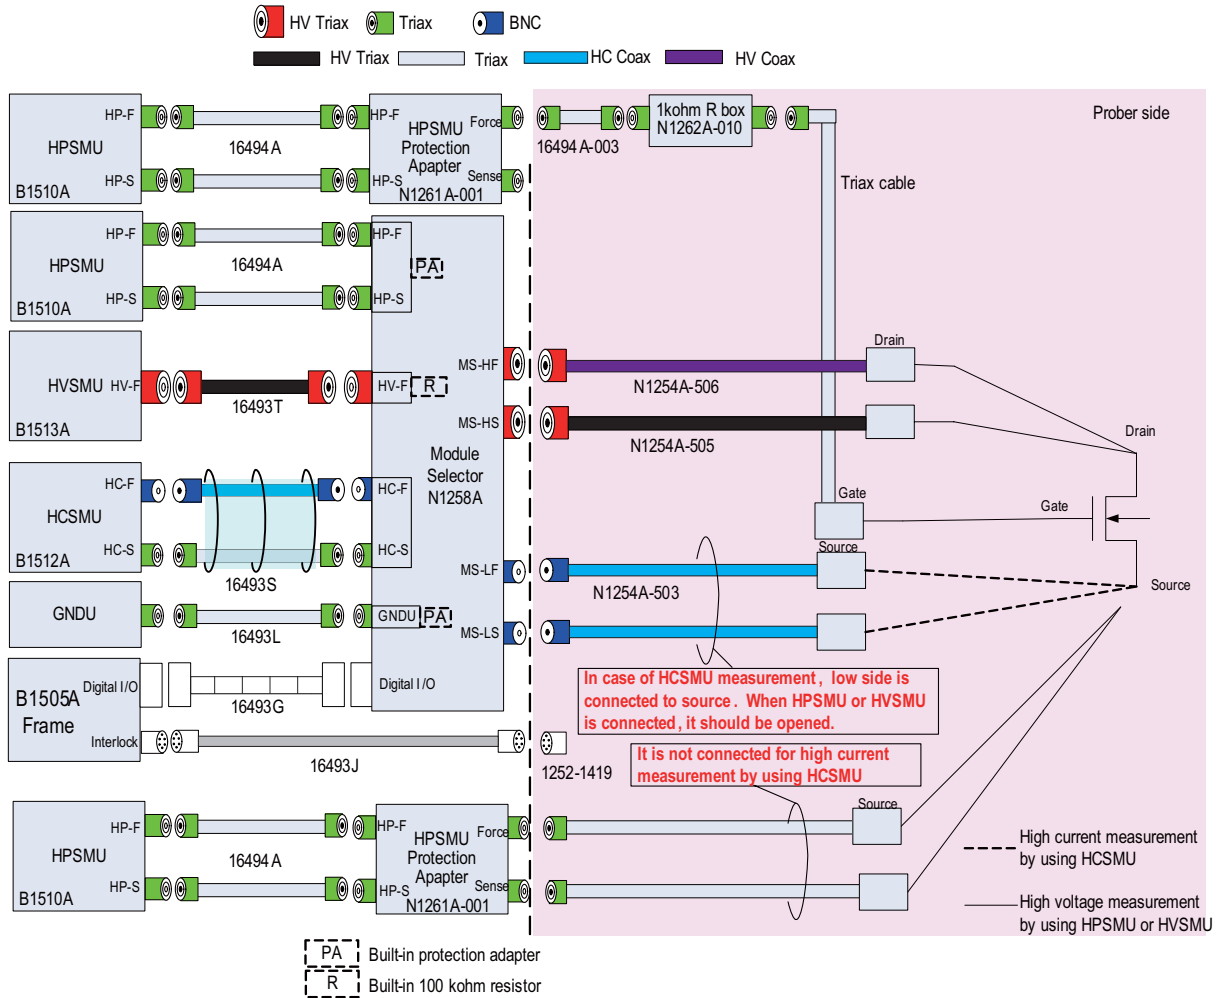 HV Triax
Triax
BNC
HV Triax
Triax
HC Coax
HV Coax
HP-F
HPSMU
HP-S
B1510A
16494A
HP-F
HPSMU
Protection
Apapter
HP-S
N1261A-001
Force
Sense
16494A-003
1kohm R box
N1262A-010
Prober side
Triax cable
HP-F
HPSMU
HP-S
B1510A
16494A
HP-F
PA
HP-S
HVSMU
HV-F
B1513A
16493T
HV-F
R
MS-HF
MS-HS
Module
Selector
N1258A
N1254A-506
N1254A-505
Drain
Drain
Gate
Gate
Source
Source
HC-F
HCSMU
HC-S
B1512A
16493S
HC-F
HC-S
MS-LF
MS-LS
N1254A-503
GNDU
16493L
GNDU
PA
Digital I/O
B1505A
Frame
Interlock
16493G
Digital I/O
16493J
1252-1419
In case of HCSMU measurement, low side is
connected to source. When HPSMU or HVSMU
is connected, it should be opened.
It is not connected for high current
measurement by using HCSMU
HP-F
HPSMU
HP-S
B1510A
16494A
HP-F
HPSMU
Protection
Apapter
HP-S
N1261A-001
Force
Sense
Source
High current measurement
by using HCSMU
High voltage measurement
by using HPSMU or HVSMU
PA
Built-in protection adapter
R
Built-in 100 kohm resistor